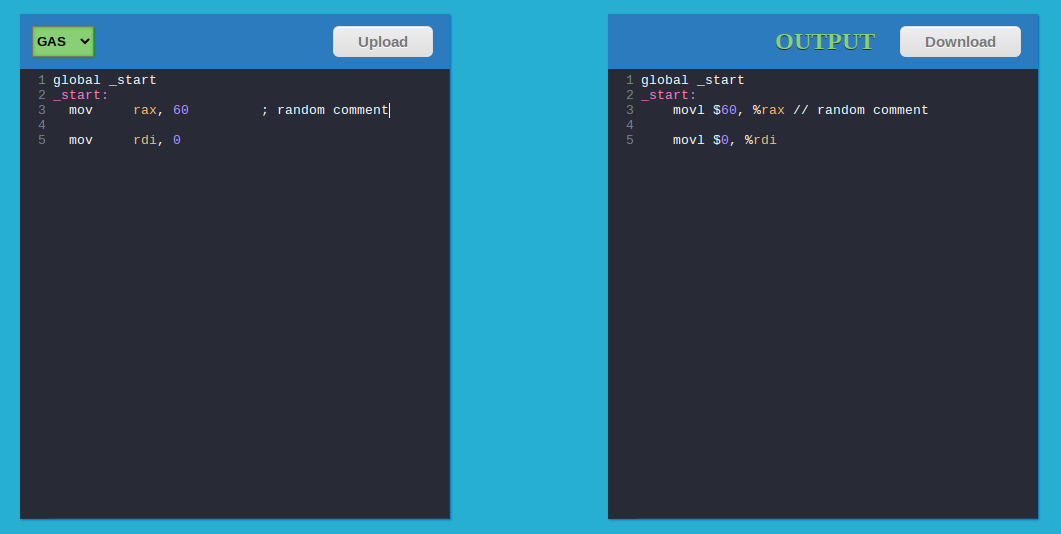 GAS
Upload
1 global _start
2 _start:
3   mov     rax, 60         ; random comment
4
5   mov     rdi, 0
OUTPUT
Download
1 global _start
2 _start:
3     movl $60, %rax // random comment
4
5     movl $0, %rdi